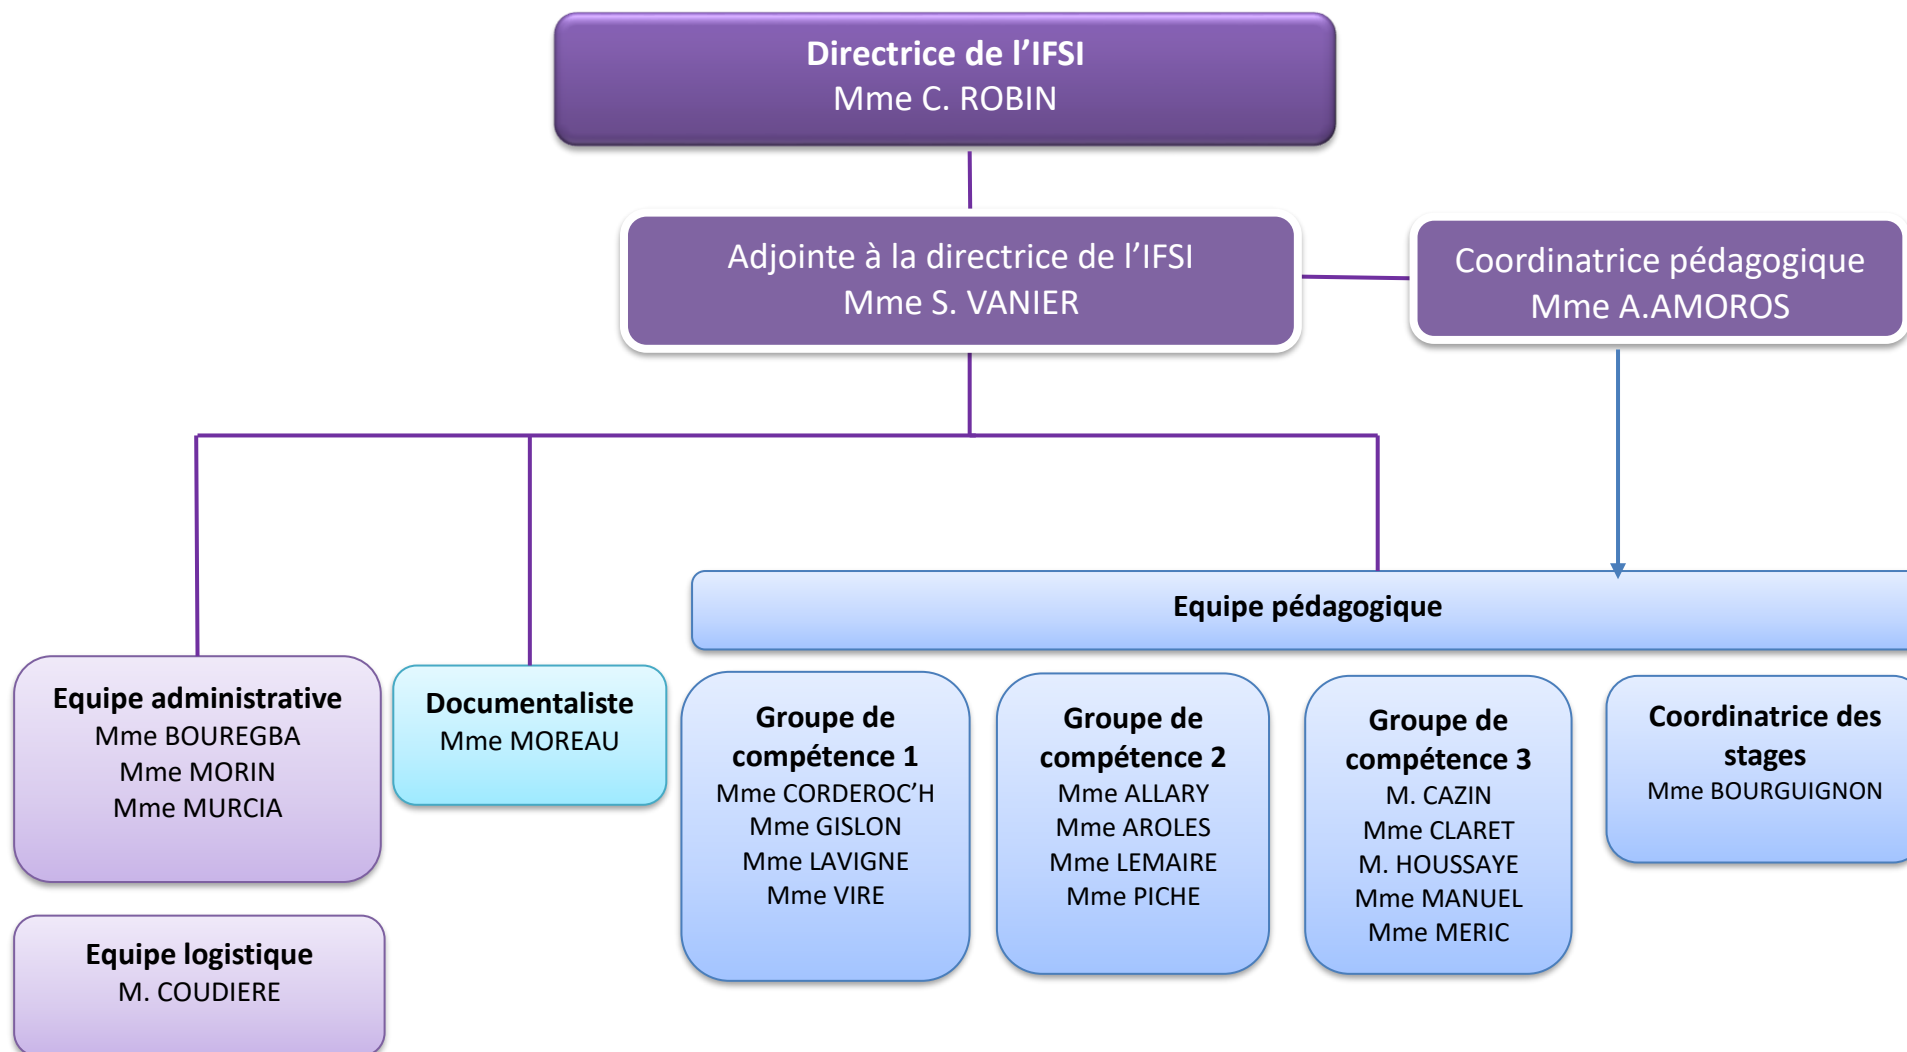 Directrice de l’IFSI
Mme C. ROBIN
Adjointe à la directrice de l’IFSI
Mme S. VANIER
Coordinatrice pédagogique
Mme A.AMOROS
Equipe pédagogique
Equipe administrative
Mme BOUREGBA
Mme MORIN
Mme MURCIA
Documentaliste
Mme MOREAU
Groupe de
compétence 1
Mme CORDEROC’H
Mme GISLON
Mme LAVIGNE
Mme VIRE
Groupe de
compétence 2
Mme ALLARY
Mme AROLES
Mme LEMAIRE
Mme PICHE
Groupe de
compétence 3
M. CAZIN
Mme CLARET
M. HOUSSAYE
Mme MANUEL
Mme MERIC
Coordinatrice des
stages
Mme BOURGUIGNON
Equipe logistique
M. COUDIERE